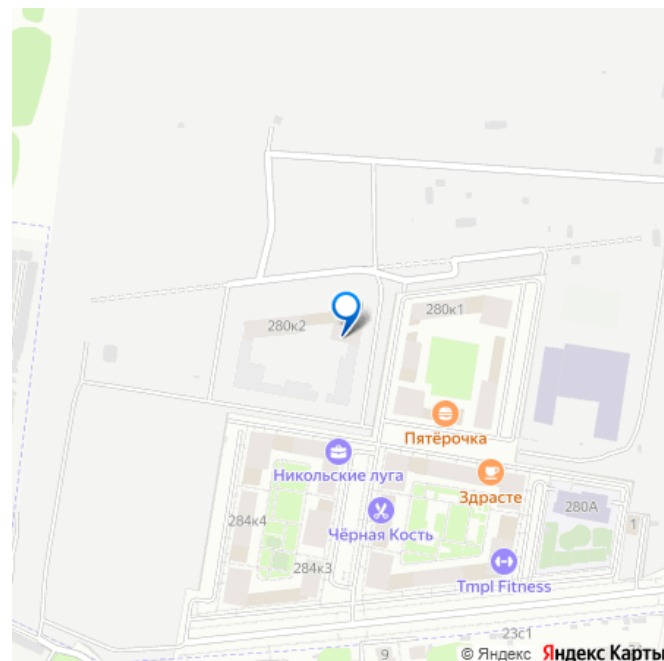 280к2
280к1
Пятёрочка
Никольские луга
Здрасте
284к4
Чёрная Кость
280А
1
284к3
Tmpl Fitness
23с1
9
© Яндекс Яндекс Карты